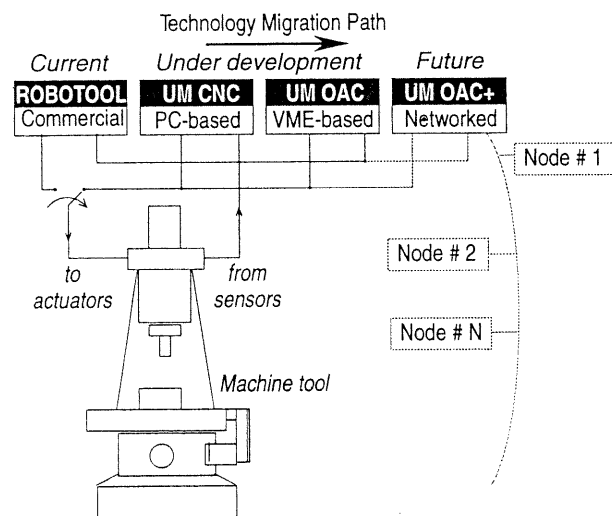 Technology Migration Path
Current Under development Future
ROBOTOOL UM CNC UM OAC UM OAC+
Commercial PC-based VME-based Networked
Node # 1
Node # 2
to from
actuators sensors
Node # N
Machine tool